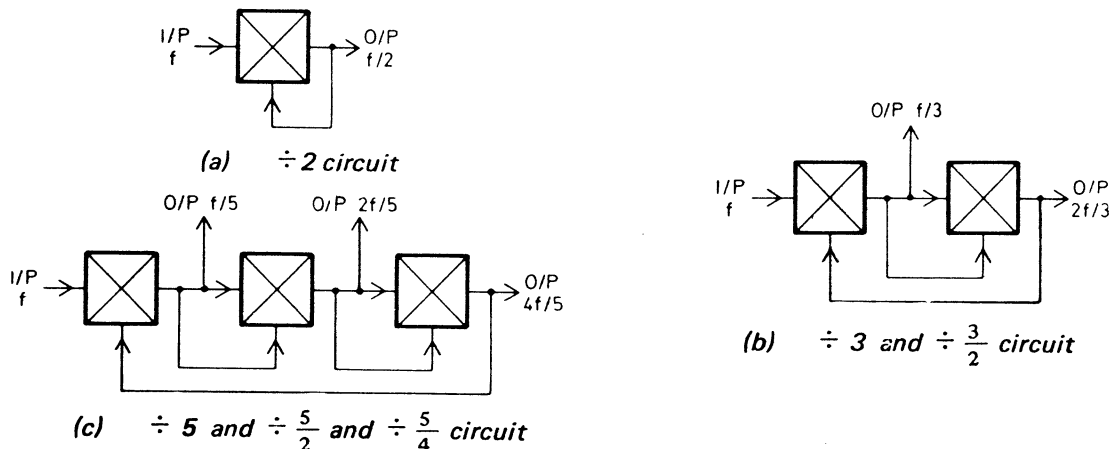 I/P
f
O/P
f/2
(a) ÷ 2 circuit
O/P f/5
O/P 2f/5
I/P
f
O/P
4f/5
(c) ÷ 5 and ÷ 5/2 and ÷ 5/4 circuit
O/P f/3
I/P
f
O/P
2f/3
(b) ÷ 3 and ÷ 3/2 circuit